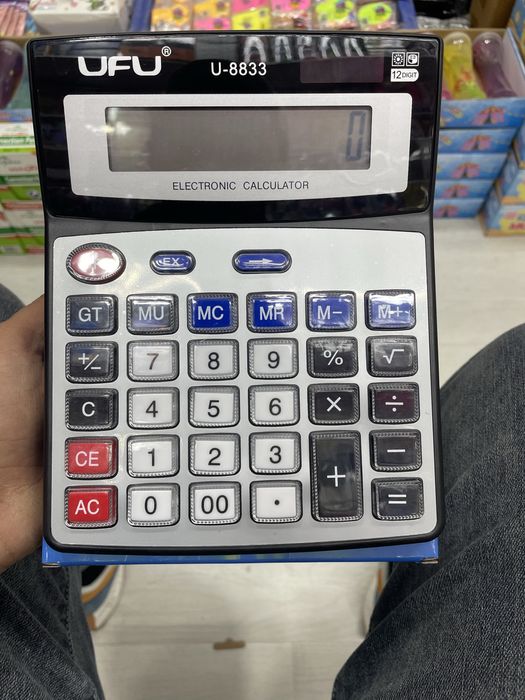 UFU®
U-8833
12 DIGIT
0
ELECTRONIC CALCULATOR
EX
GT MU MC MR M- M+
+/- 7 8 9 % √
C 4 5 6 × ÷
CE 1 2 3 + −
AC 0 00 · =